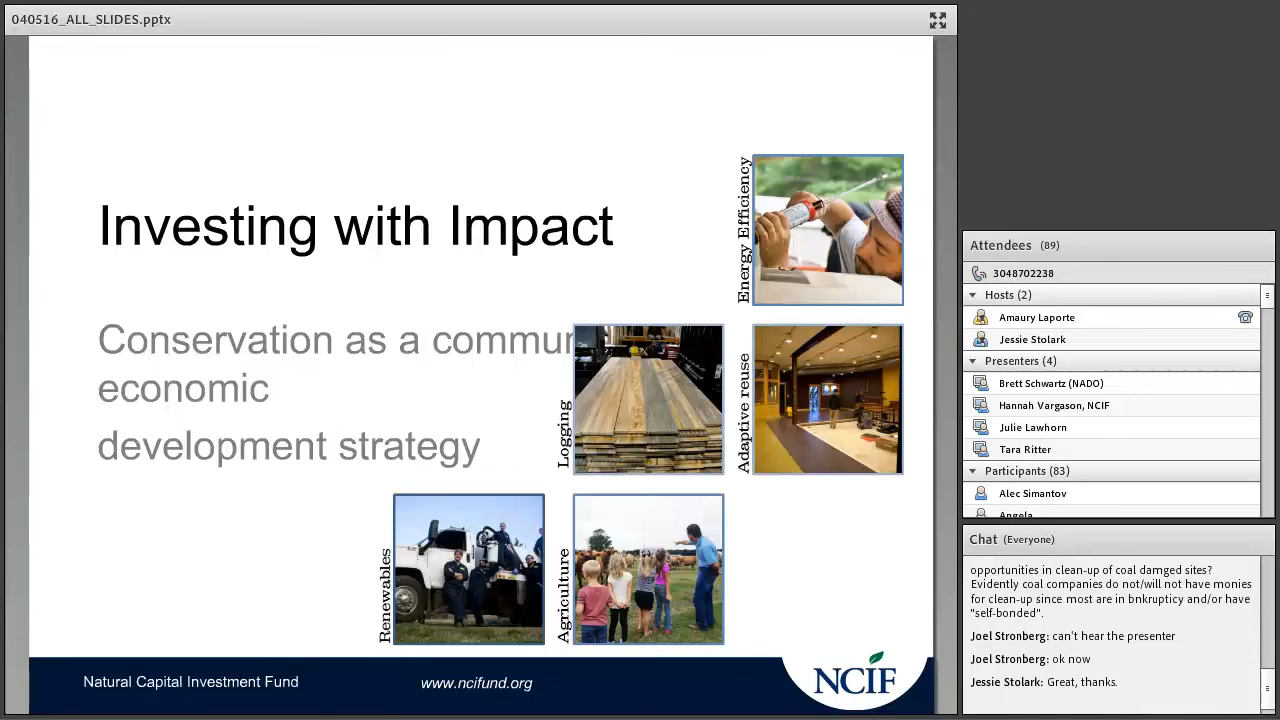 040516_ALL_SLIDES.pptx
Investing with Impact
Conservation as a commun
economic
development strategy
Energy Efficiency
Logging
Adaptive reuse
Renewables
Agriculture
Natural Capital Investment Fund
www.ncifund.org
NCIF
Attendees (89)
3048702238
Hosts (2)
Amaury Laporte
Jessie Stolark
Presenters (4)
Brett Schwartz (NADO)
Hannah Vargason, NCIF
Julie Lawhorn
Tara Ritter
Participants (83)
Alec Simantov
Angela
Chat (Everyone)
opportunities in clean-up of coal damged sites?
Evidently coal companies do not/will not have monies
for clean-up since most are in bnkruptcy and/or have
"self-bonded".
Joel Stronberg: can't hear the presenter
Joel Stronberg: ok now
Jessie Stolark: Great, thanks.